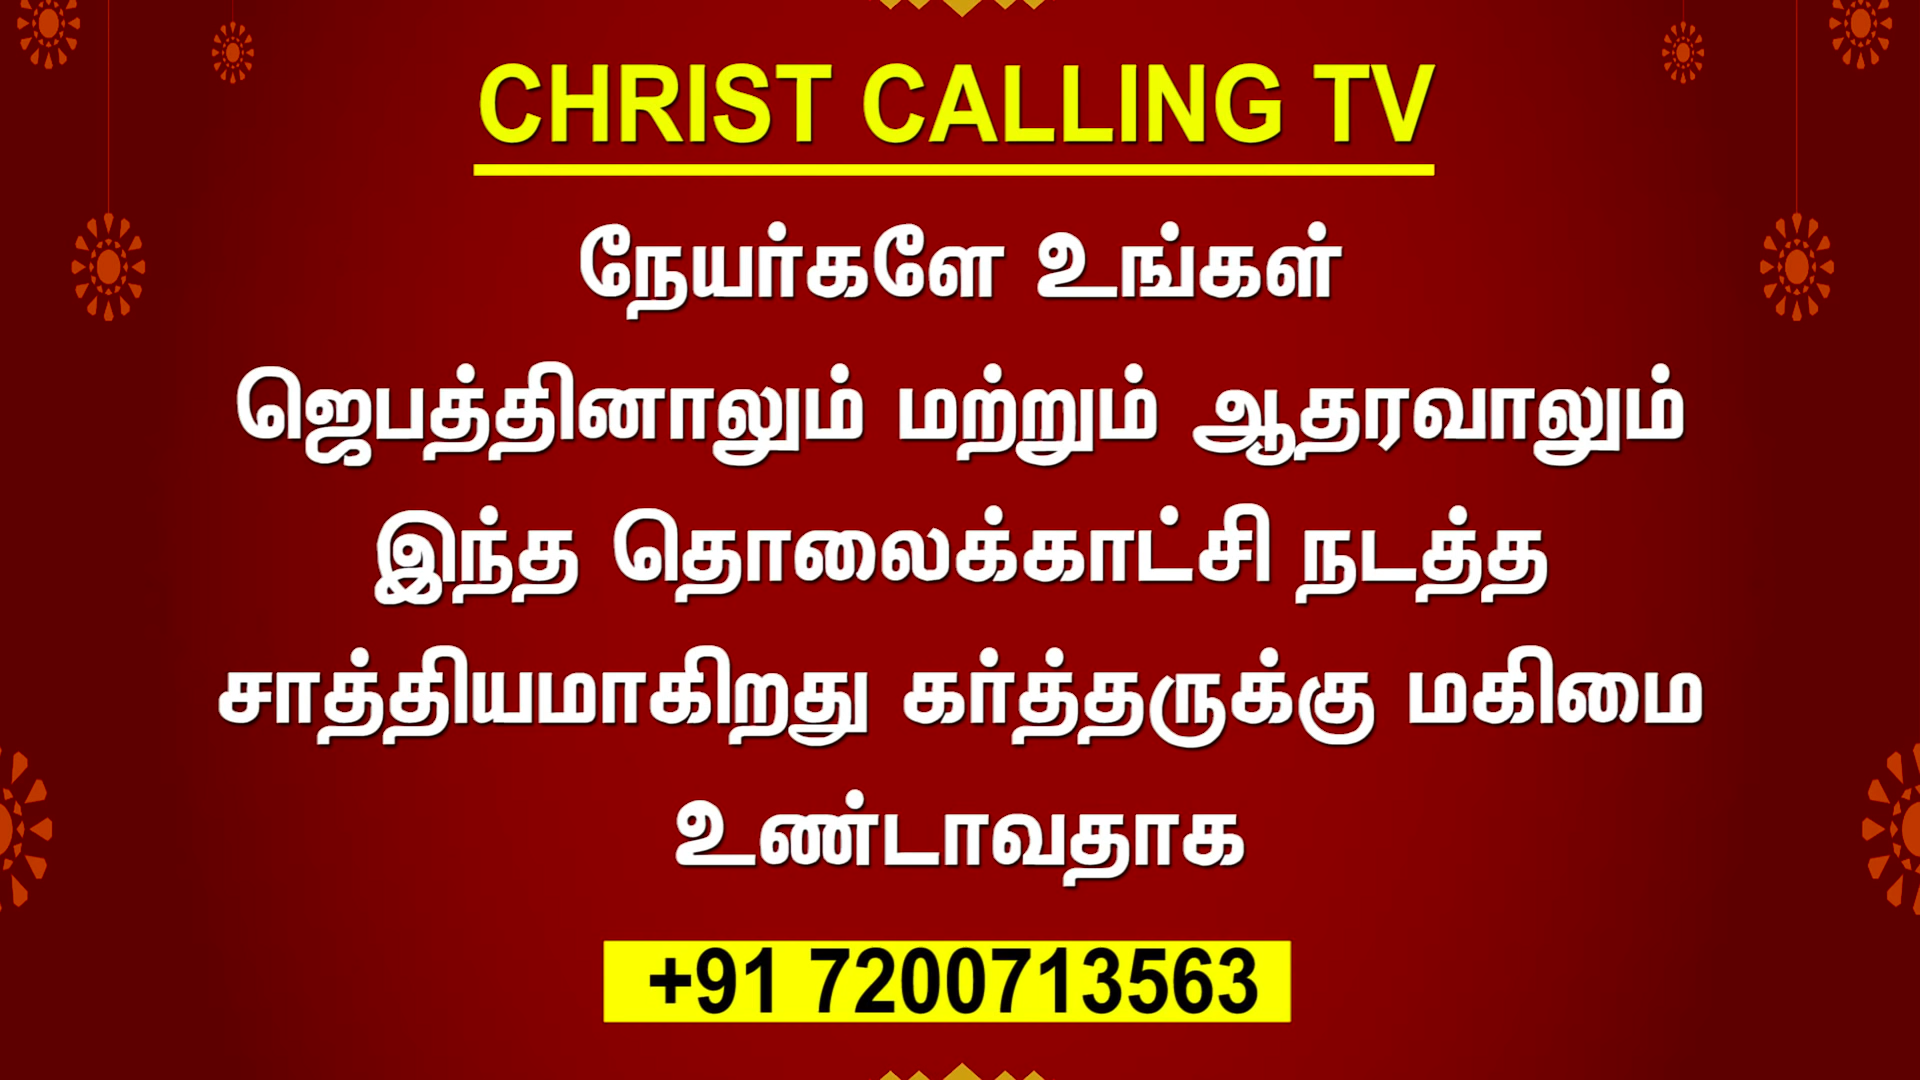 CHRIST CALLING TV
நேயர்களே உங்கள்
ஜெபத்தினாலும் மற்றும் ஆதரவாலும்
இந்த தொலைக்காட்சி நடத்த
சாத்தியமாகிறது கர்த்தருக்கு மகிமை
உண்டாவதாக
+91 7200713563